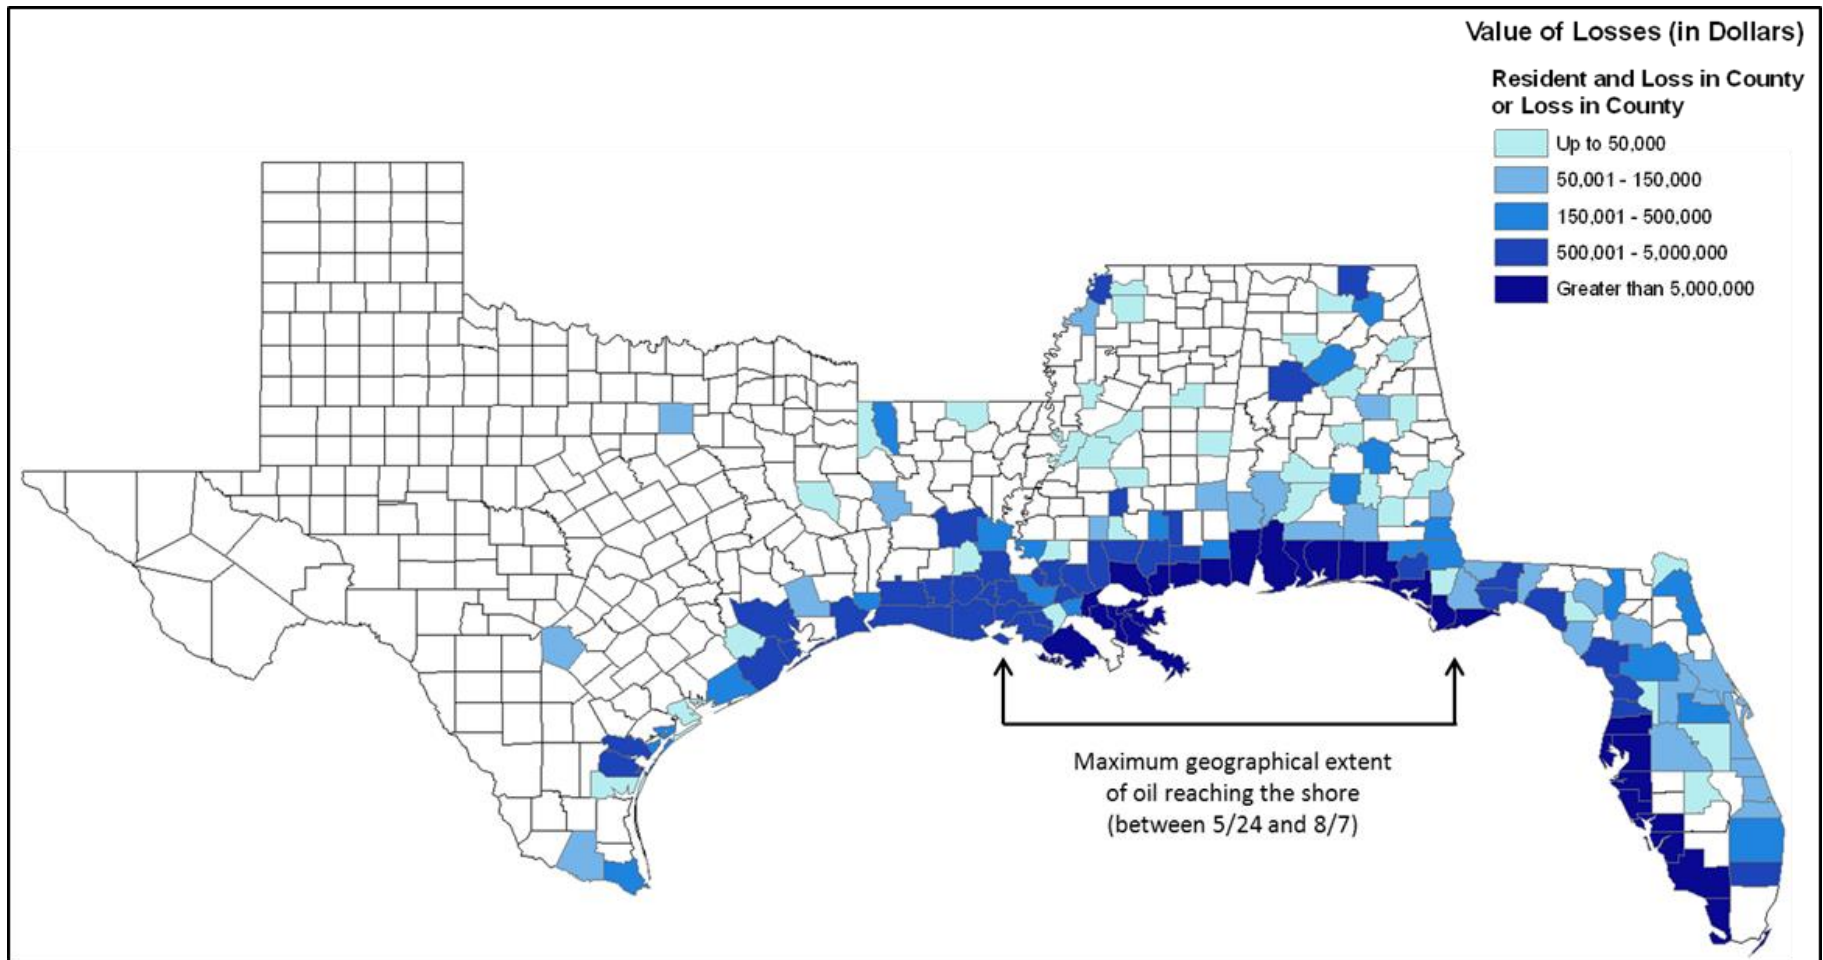 Value of Losses (in Dollars)
Resident and Loss in County
or Loss in County
Up to 50,000
50,001 - 150,000
150,001 - 500,000
500,001 - 5,000,000
Greater than 5,000,000
Maximum geographical extent
of oil reaching the shore
(between 5/24 and 8/7)